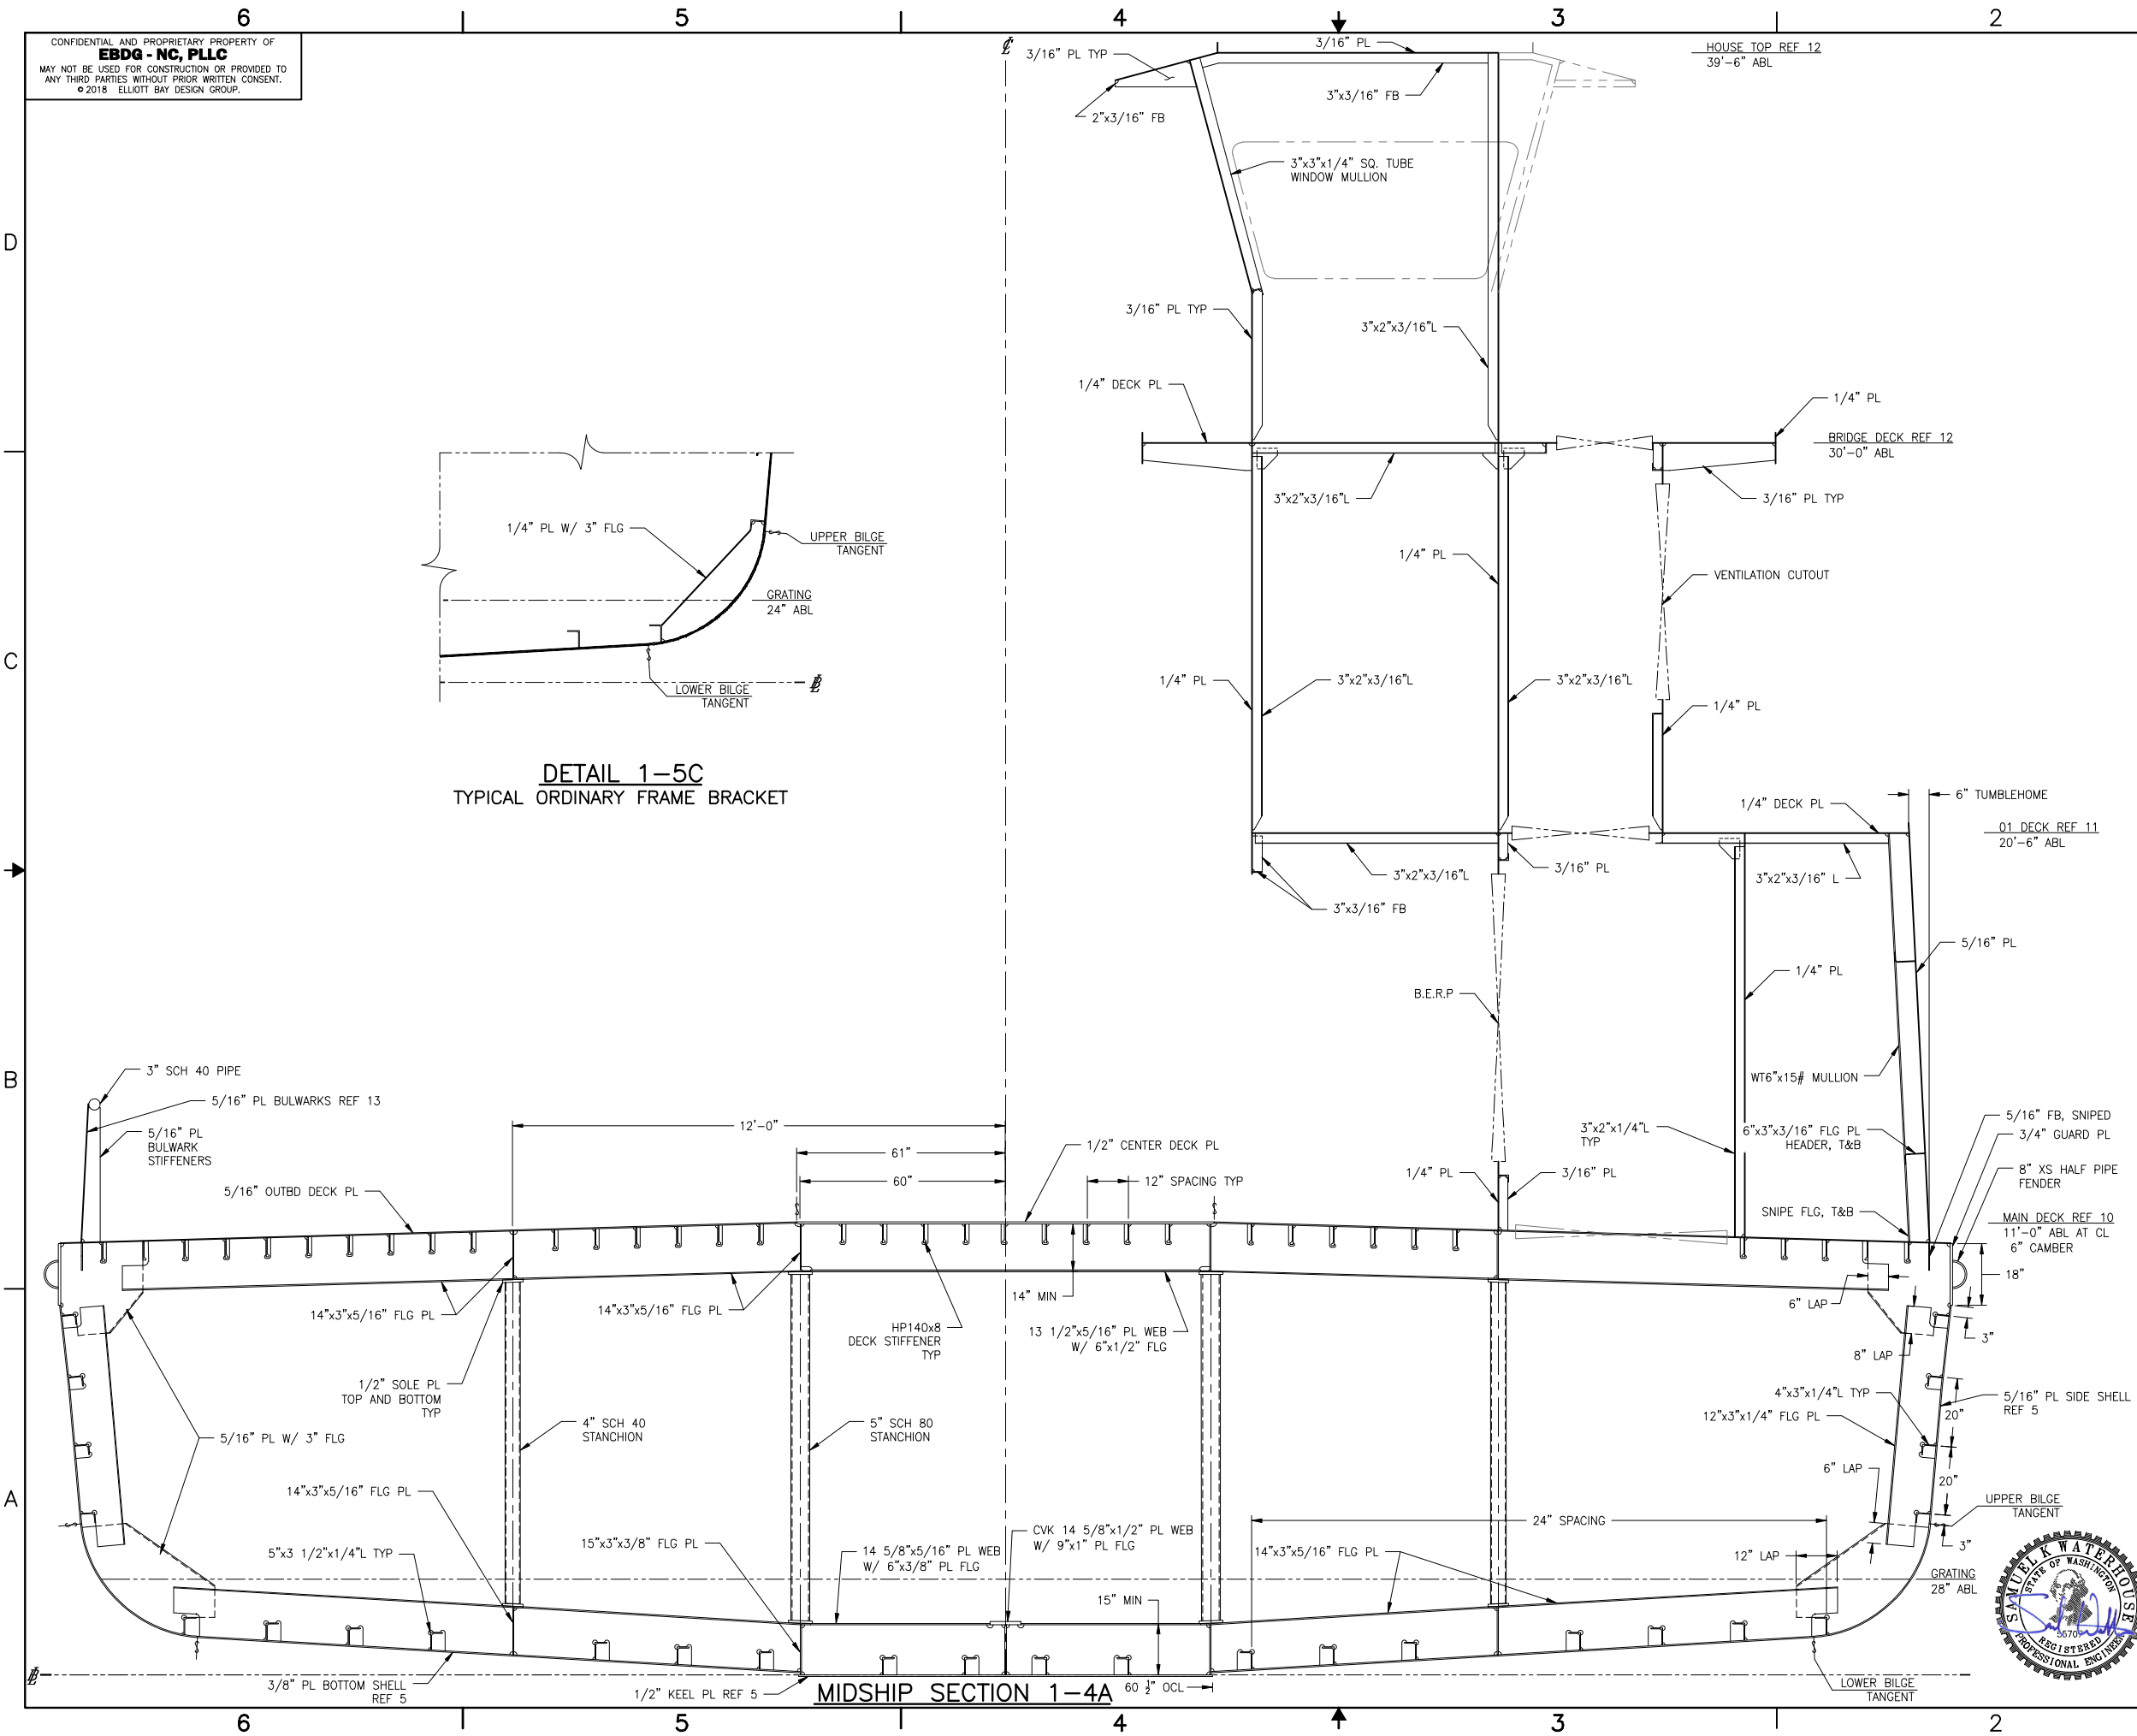 6
5
4
3
2
CONFIDENTIAL AND PROPRIETARY PROPERTY OF
EBDG - NC, PLLC
MAY NOT BE USED FOR CONSTRUCTION OR PROVIDED TO
ANY THIRD PARTIES WITHOUT PRIOR WRITTEN CONSENT.
© 2018 ELLIOTT BAY DESIGN GROUP.
3/16" PL TYP
3/16" PL
HOUSE TOP REF 12
39'-6" ABL
2"x3/16" FB
3"x3/16" FB
3"x3"x1/4" SQ. TUBE
WINDOW MULLION
D
3/16" PL TYP
3"x2"x3/16"L
1/4" DECK PL
1/4" PL
BRIDGE DECK REF 12
30'-0" ABL
3"x2"x3/16"L
3/16" PL TYP
1/4" PL W/ 3" FLG
UPPER BILGE
TANGENT
1/4" PL
VENTILATION CUTOUT
GRATING
24" ABL
C
LOWER BILGE
TANGENT
1/4" PL
3"x2"x3/16"L
3"x2"x3/16"L
1/4" PL
DETAIL 1-5C
TYPICAL ORDINARY FRAME BRACKET
6" TUMBLEHOME
1/4" DECK PL
01 DECK REF 11
20'-6" ABL
3"x2"x3/16"L
3/16" PL
3"x2"x3/16" L
3"x3/16" FB
5/16" PL
1/4" PL
B.E.R.P
B
3" SCH 40 PIPE
5/16" PL BULWARKS REF 13
5/16" PL
BULWARK
STIFFENERS
5/16" OUTBD DECK PL
12'-0"
61"
60"
1/2" CENTER DECK PL
12" SPACING TYP
WT6"x15# MULLION
3"x2"x1/4"L
TYP
6"x3"x3/16" FLG PL
HEADER, T&B
5/16" FB, SNIPED
3/4" GUARD PL
8" XS HALF PIPE
FENDER
1/4" PL
3/16" PL
SNIPE FLG, T&B
MAIN DECK REF 10
11'-0" ABL AT CL
6" CAMBER
14"x3"x5/16" FLG PL
14"x3"x5/16" FLG PL
14" MIN
HP140x8
DECK STIFFENER
TYP
13 1/2"x5/16" PL WEB
W/ 6"x1/2" FLG
6" LAP
18"
3"
8" LAP
1/2" SOLE PL
TOP AND BOTTOM
TYP
4" SCH 40
STANCHION
5" SCH 80
STANCHION
5/16" PL W/ 3" FLG
4"x3"x1/4"L TYP
12"x3"x1/4" FLG PL
5/16" PL SIDE SHELL
REF 5
20"
20"
6" LAP
A
14"x3"x5/16" FLG PL
UPPER BILGE
TANGENT
24" SPACING
3"
5"x3 1/2"x1/4"L TYP
15"x3"x3/8" FLG PL
14 5/8"x5/16" PL WEB
W/ 6"x3/8" PL FLG
CVK 14 5/8"x1/2" PL WEB
W/ 9"x1" PL FLG
14"x3"x5/16" FLG PL
12" LAP
GRATING
28" ABL
15" MIN
3/8" PL BOTTOM SHELL
REF 5
1/2" KEEL PL REF 5
MIDSHIP SECTION 1-4A
60 1/2" OCL
LOWER BILGE
TANGENT
SAMUEL K WATERHOUSE
STATE OF WASHINGTON
REGISTERED
PROFESSIONAL ENGINEER
6
5
4
3
2